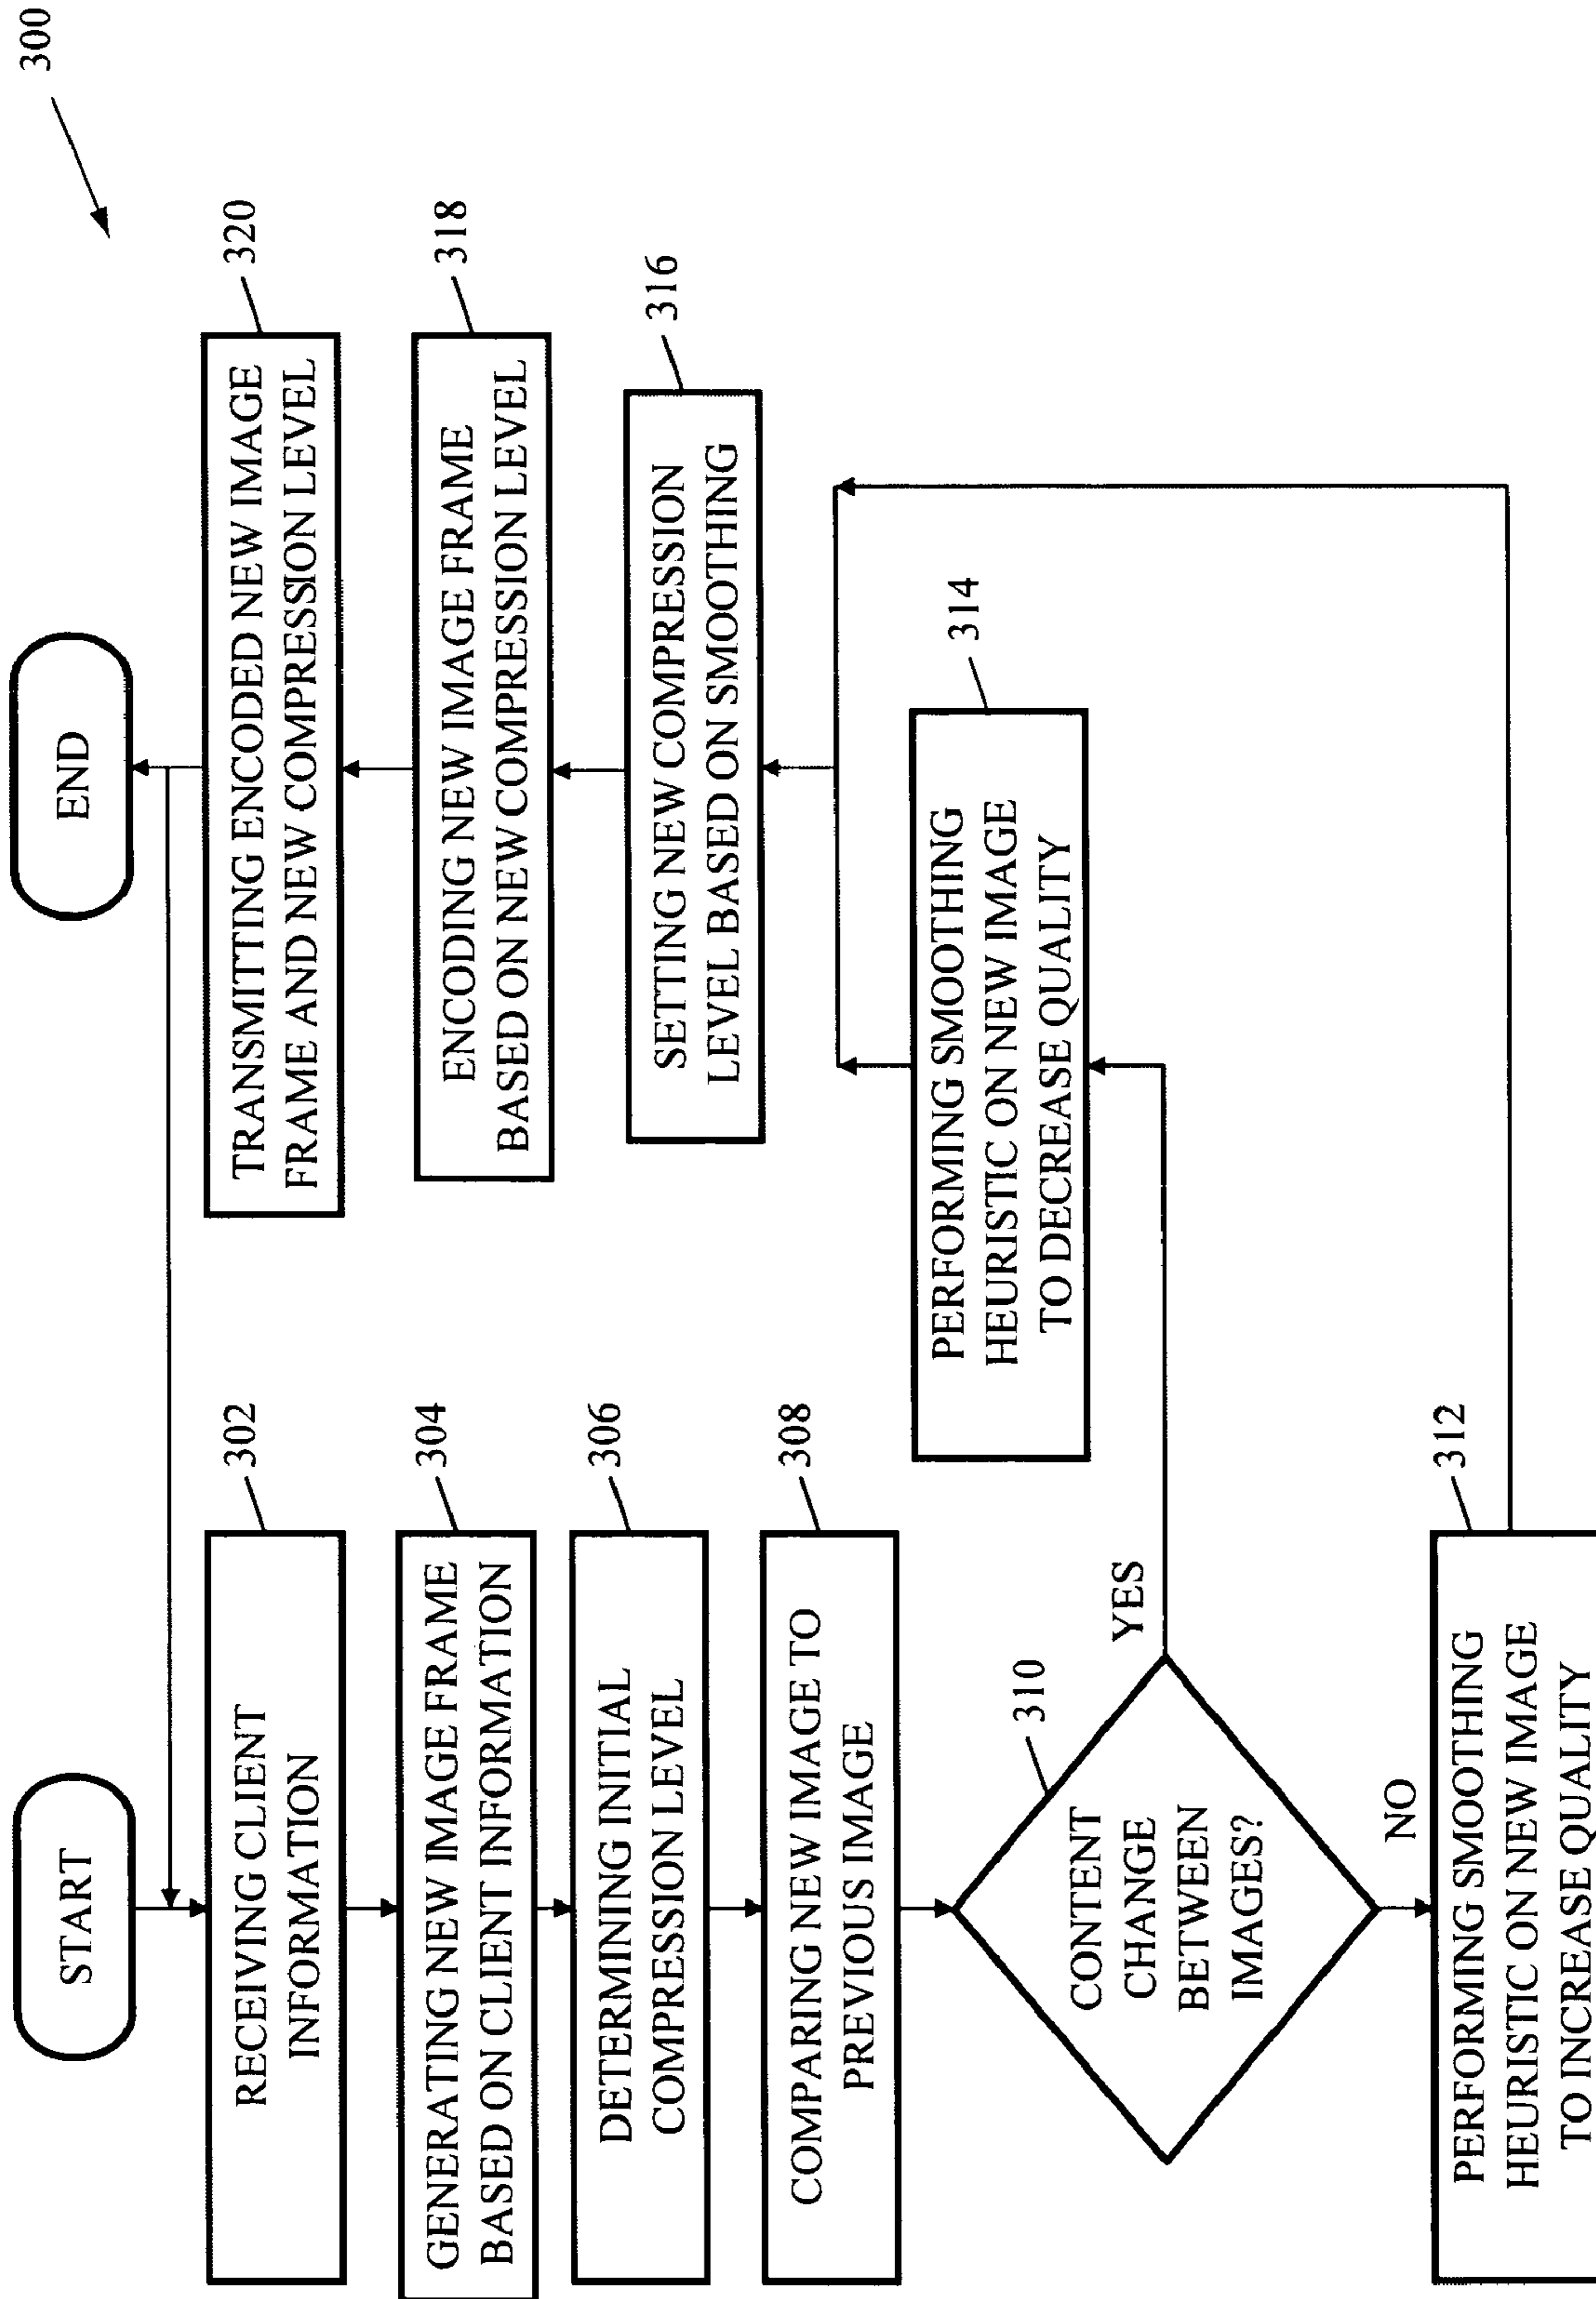 300
START
302
RECEIVING CLIENT
INFORMATION
304
GENERATING NEW IMAGE FRAME
BASED ON CLIENT INFORMATION
306
DETERMINING INITIAL
COMPRESSION LEVEL
308
COMPARING NEW IMAGE TO
PREVIOUS IMAGE
310
CONTENT
CHANGE
BETWEEN
IMAGES?
YES
NO
312
PERFORMING SMOOTHING
HEURISTIC ON NEW IMAGE
TO INCREASE QUALITY
314
PERFORMING SMOOTHING
HEURISTIC ON NEW IMAGE
TO DECREASE QUALITY
316
SETTING NEW COMPRESSION
LEVEL BASED ON SMOOTHING
318
ENCODING NEW IMAGE FRAME
BASED ON NEW COMPRESSION LEVEL
320
TRANSMITTING ENCODED NEW IMAGE
FRAME AND NEW COMPRESSION LEVEL
END